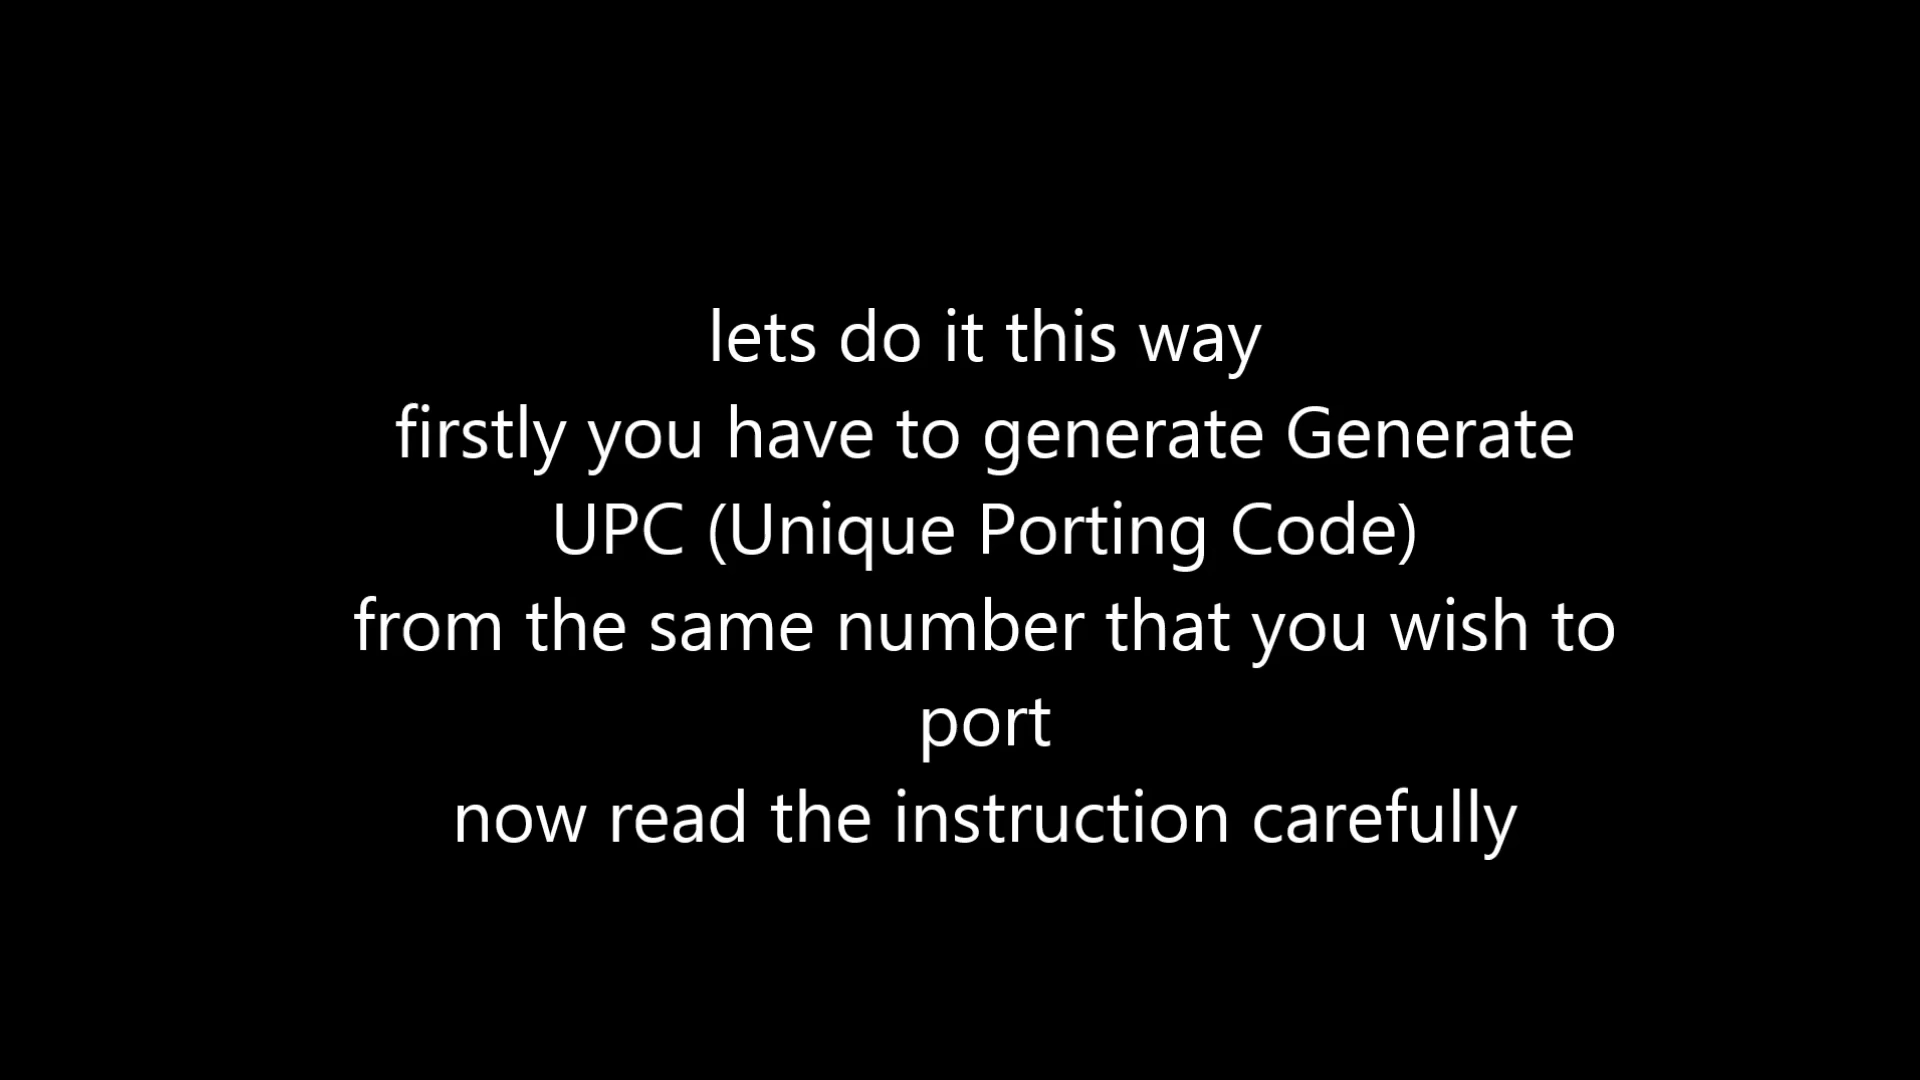 lets do it this way
firstly you have to generate Generate
UPC (Unique Porting Code)
from the same number that you wish to
port
now read the instruction carefully